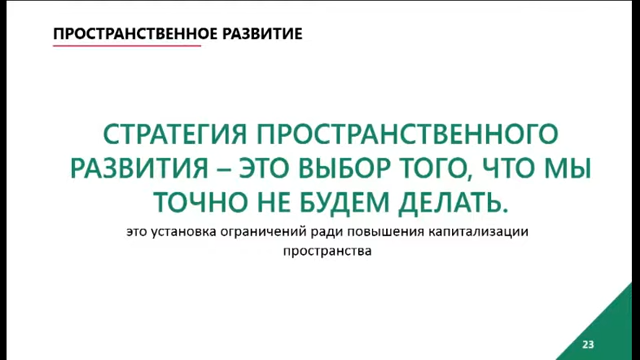 ПРОСТРАНСТВЕННОЕ РАЗВИТИЕ
СТРАТЕГИЯ ПРОСТРАНСТВЕННОГО
РАЗВИТИЯ – ЭТО ВЫБОР ТОГО, ЧТО МЫ
ТОЧНО НЕ БУДЕМ ДЕЛАТЬ.
это установка ограничений ради повышения капитализации
пространства
23